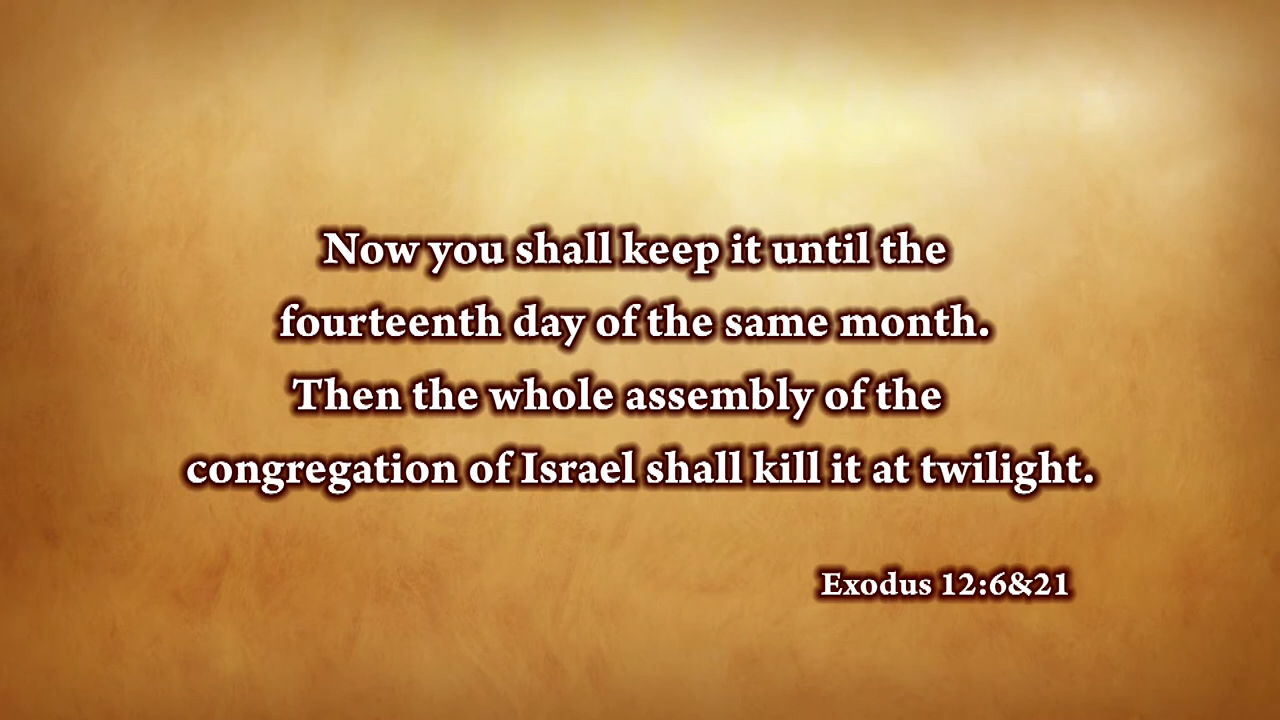 Now you shall keep it until the
fourteenth day of the same month.
Then the whole assembly of the
congregation of Israel shall kill it at twilight.
Exodus 12:6&21